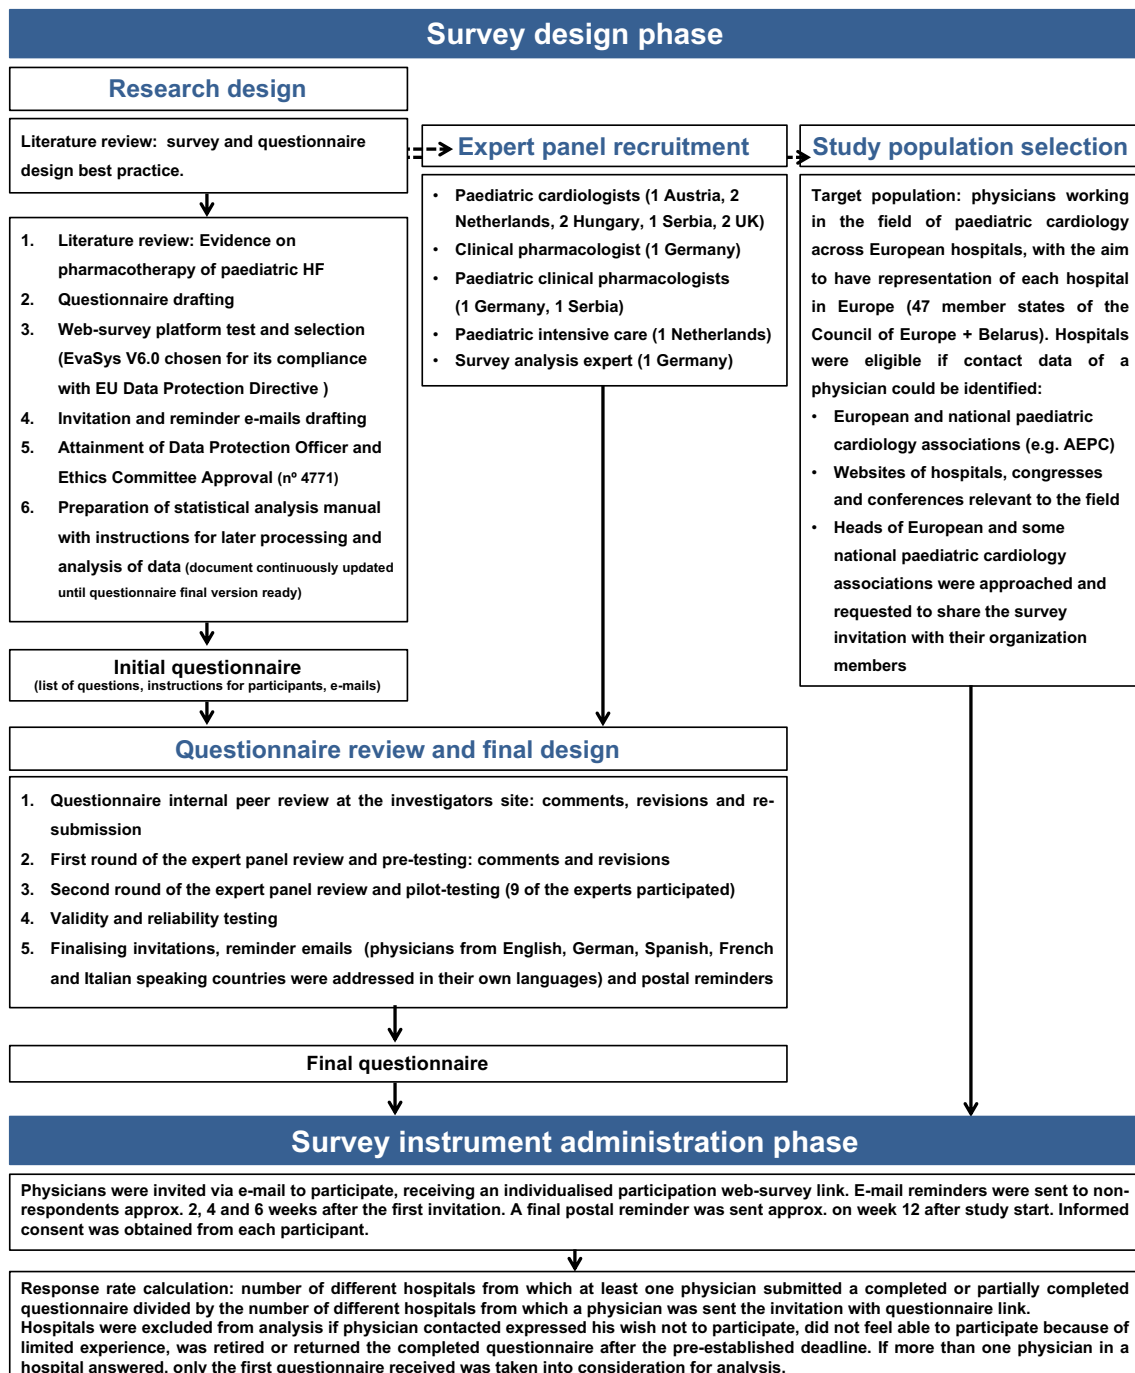 Survey design phase
Research design
Literature review:  survey and questionnaire
design best practice.
1. Literature review: Evidence on
pharmacotherapy of paediatric HF
2. Questionnaire drafting
3. Web-survey platform test and selection
(EvaSys V6.0 chosen for its compliance
with EU Data Protection Directive )
4. Invitation and reminder e-mails drafting
5. Attainment of Data Protection Officer and
Ethics Committee Approval (nº 4771)
6. Preparation of statistical analysis manual
with instructions for later processing and
analysis of data (document continuously updated
until questionnaire final version ready)
Initial questionnaire
(list of questions, instructions for participants, e-mails)
Expert panel recruitment
• Paediatric cardiologists (1 Austria, 2
Netherlands, 2 Hungary, 1 Serbia, 2 UK)
• Clinical pharmacologist (1 Germany)
• Paediatric clinical pharmacologists
(1 Germany, 1 Serbia)
• Paediatric intensive care (1 Netherlands)
• Survey analysis expert (1 Germany)
Study population selection
Target population: physicians working
in the field of paediatric cardiology
across European hospitals, with the aim
to have representation of each hospital
in Europe (47 member states of the
Council of Europe + Belarus). Hospitals
were eligible if contact data of a
physician could be identified:
• European and national paediatric
cardiology associations (e.g. AEPC)
• Websites of hospitals, congresses
and conferences relevant to the field
• Heads of European and some
national paediatric cardiology
associations were approached and
requested to share the survey
invitation with their organization
members
Questionnaire review and final design
1. Questionnaire internal peer review at the investigators site: comments, revisions and re-
submission
2. First round of the expert panel review and pre-testing: comments and revisions
3. Second round of the expert panel review and pilot-testing (9 of the experts participated)
4. Validity and reliability testing
5. Finalising invitations, reminder emails  (physicians from English, German, Spanish, French
and Italian speaking countries were addressed in their own languages) and postal reminders
Final questionnaire
Survey instrument administration phase
Physicians were invited via e-mail to participate, receiving an individualised participation web-survey link. E-mail reminders were sent to non-
respondents approx. 2, 4 and 6 weeks after the first invitation. A final postal reminder was sent approx. on week 12 after study start. Informed
consent was obtained from each participant.
Response rate calculation: number of different hospitals from which at least one physician submitted a completed or partially completed
questionnaire divided by the number of different hospitals from which a physician was sent the invitation with questionnaire link.
Hospitals were excluded from analysis if physician contacted expressed his wish not to participate, did not feel able to participate because of
limited experience, was retired or returned the completed questionnaire after the pre-established deadline. If more than one physician in a
hospital answered, only the first questionnaire received was taken into consideration for analysis.